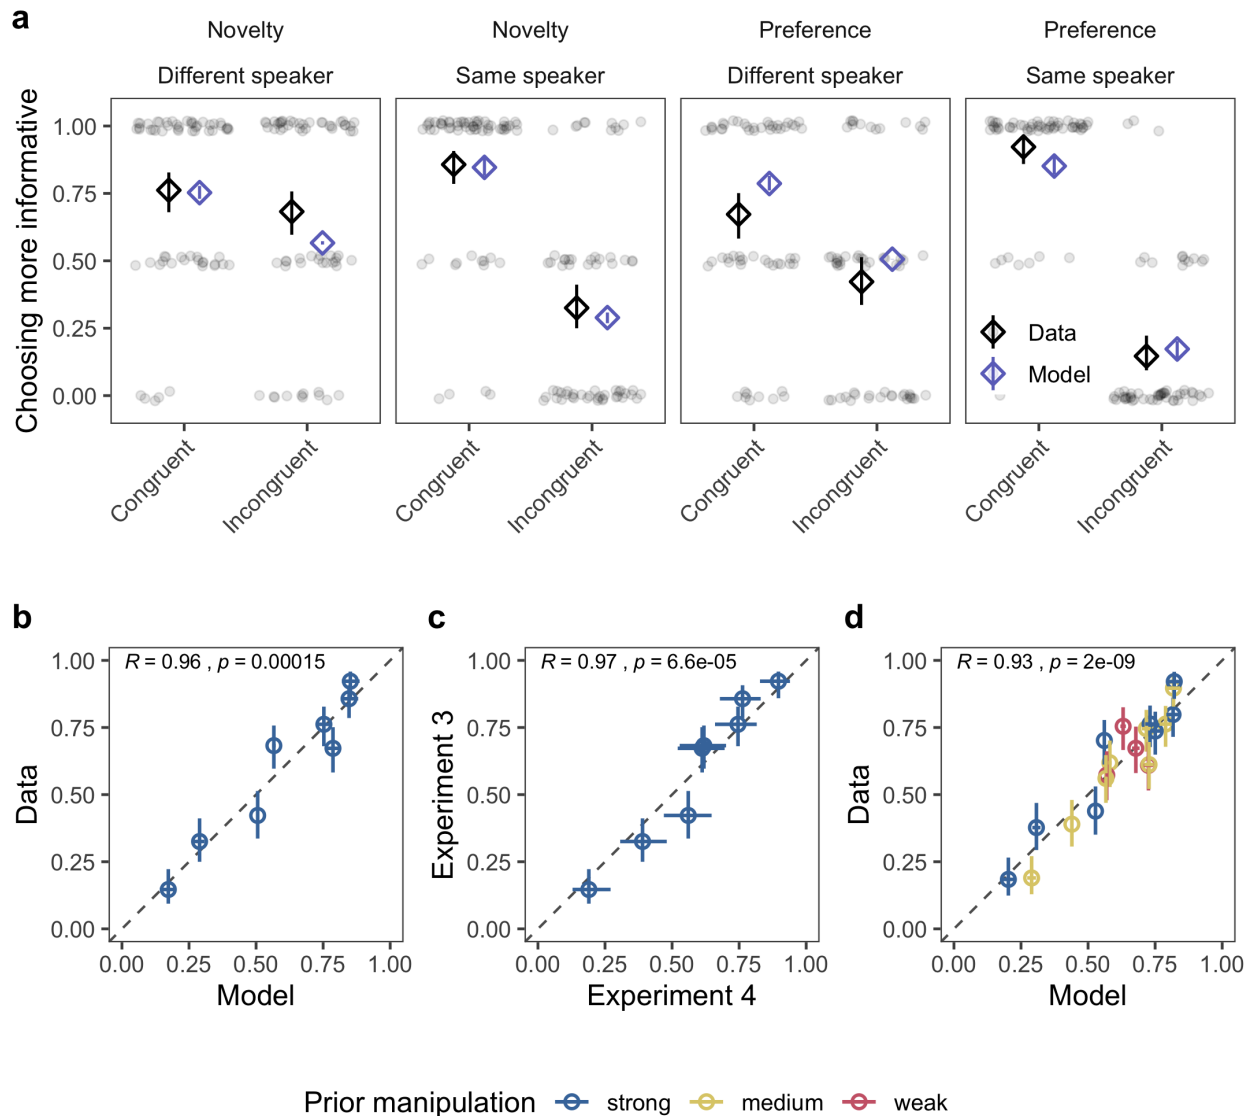 a
Novelty Novelty Preference Preference
Different speaker Same speaker Different speaker Same speaker
Choosing more informative
1.00
0.75
0.50
0.25
0.00
Data
Model
Congruent Incongruent Congruent Incongruent Congruent Incongruent Congruent Incongruent
b
R = 0.96 , p = 0.00015
Data
1.00
0.75
0.50
0.25
0.00
0.00 0.25 0.50 0.75 1.00
Model
c
R = 0.97 , p = 6.6e-05
Experiment 3
1.00
0.75
0.50
0.25
0.00
0.00 0.25 0.50 0.75 1.00
Experiment 4
d
R = 0.93 , p = 2e-09
Data
1.00
0.75
0.50
0.25
0.00
0.00 0.25 0.50 0.75 1.00
Model
Prior manipulation strong medium weak